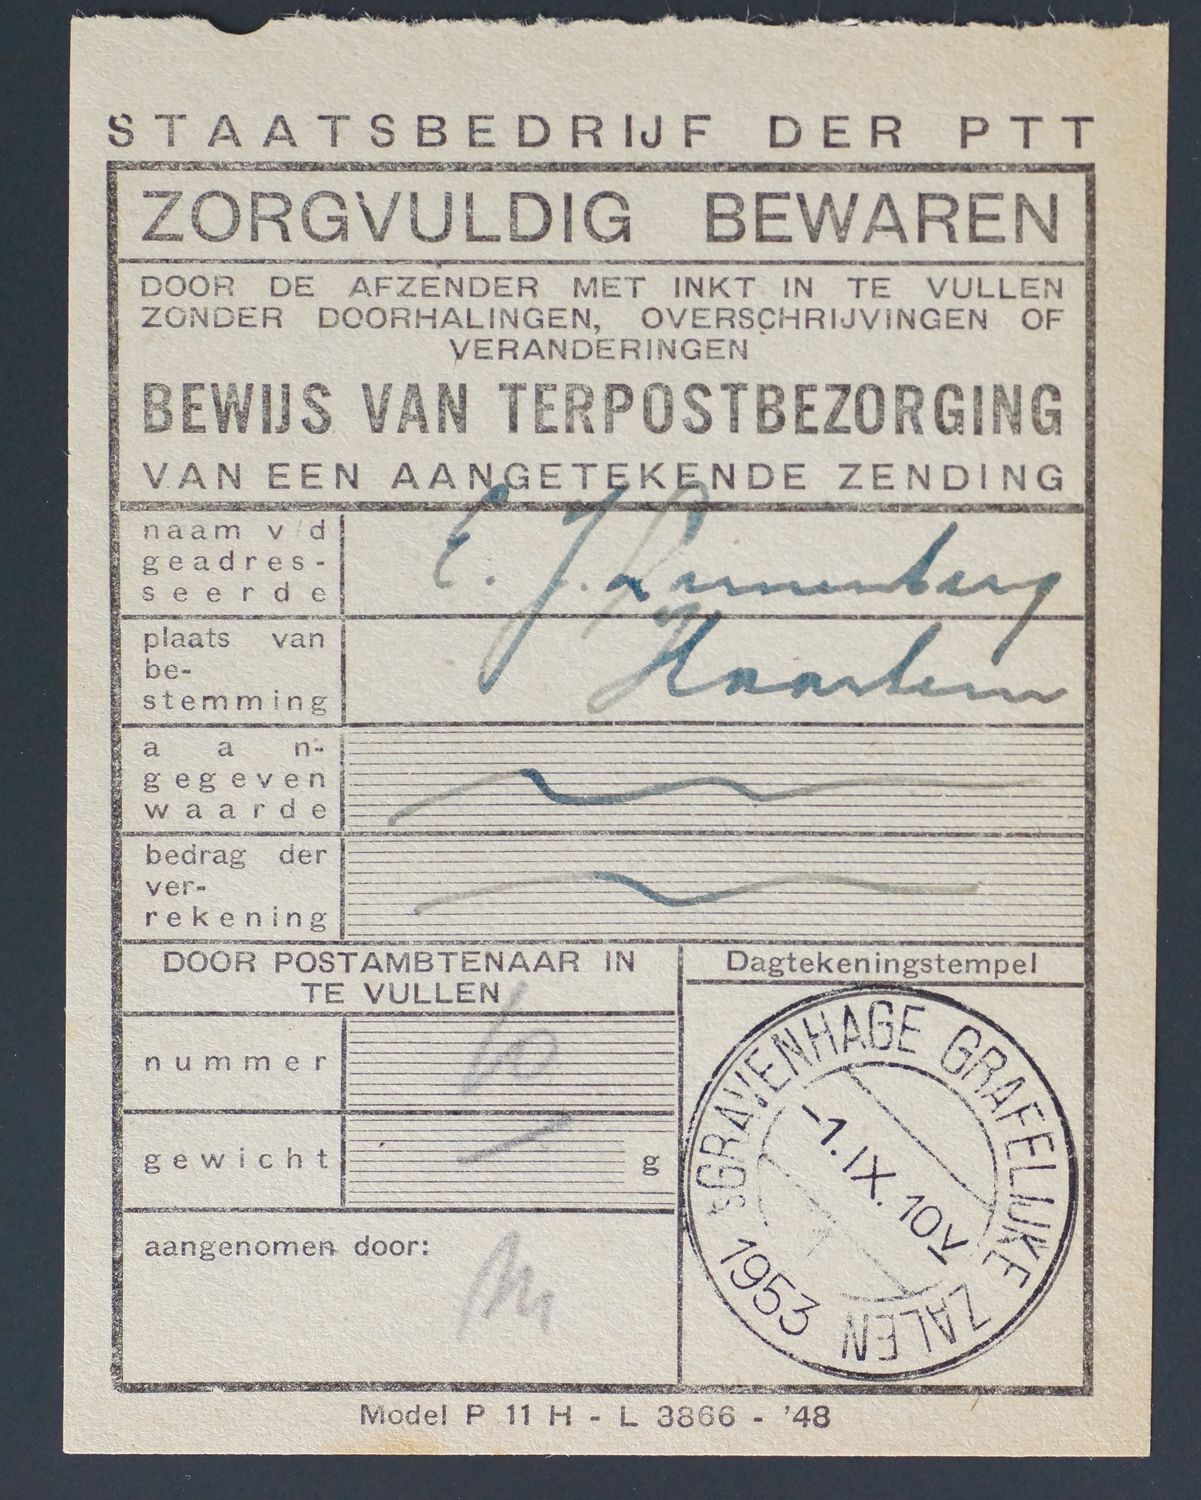 STAATSBEDRIJF DER PTT
ZORGVULDIG BEWAREN
DOOR DE AFZENDER MET INKT IN TE VULLEN
ZONDER DOORHALINGEN, OVERSCHRIJVINGEN OF
VERANDERINGEN
BEWIJS VAN TERPOSTBEZORGING
VAN EEN AANGETEKENDE ZENDING
naam v/d
geadres-
seerde
E. J.
plaats van
be-
stemming
Haarlem
aan-
gegeven
waarde
bedrag der
ver-
rekening
DOOR POSTAMBTENAAR IN
TE VULLEN
nummer
gewicht
g
aangenomen door:
Dagtekeningstempel
'sGRAVENHAGE GRAFELIJKE ZALEN
-1.IX.10V
1953
Model P 11 H - L 3866 - '48